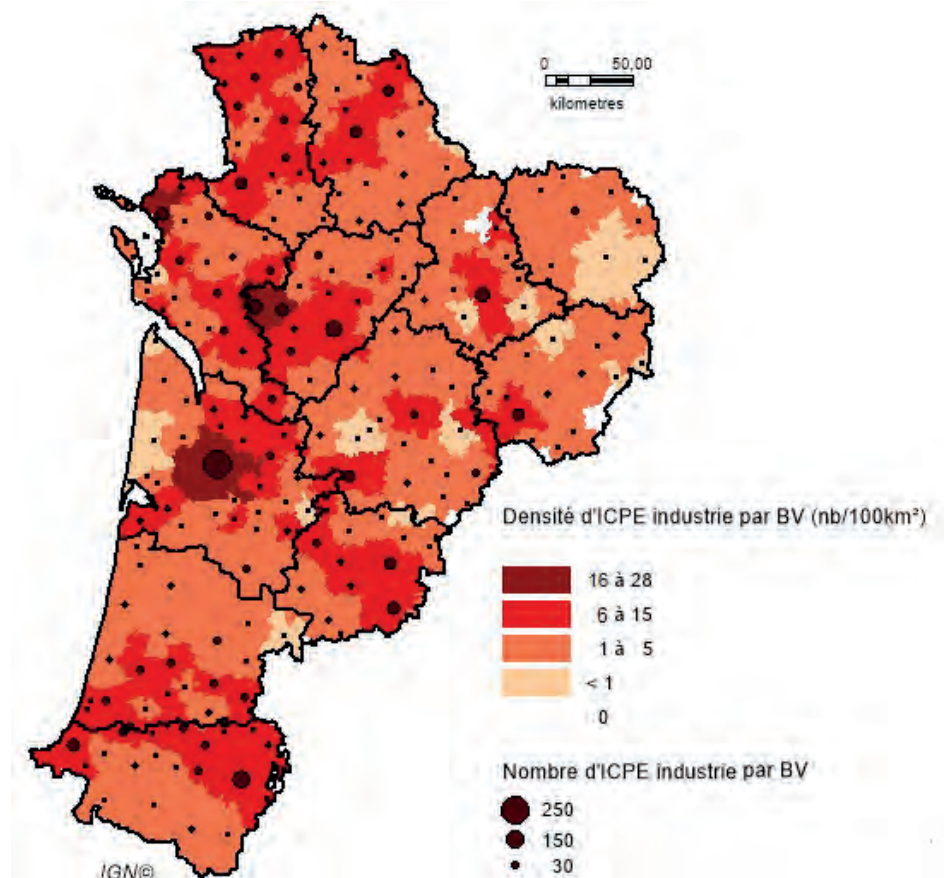 0 50,00
kilometres
Densité d'ICPE industrie par BV (nb/100km²)
16 à 28
6 à 15
1 à 5
< 1
0
Nombre d'ICPE industrie par BV
250
150
30
IGN©